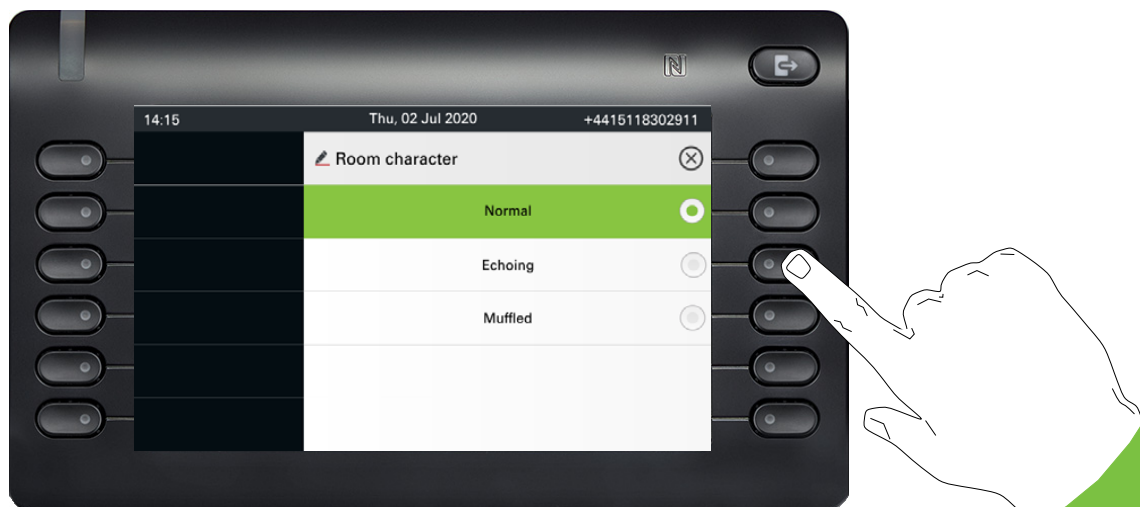 14:15 Thu, 02 Jul 2020 +4415118302911
Room character
Normal
Echoing
Muffled